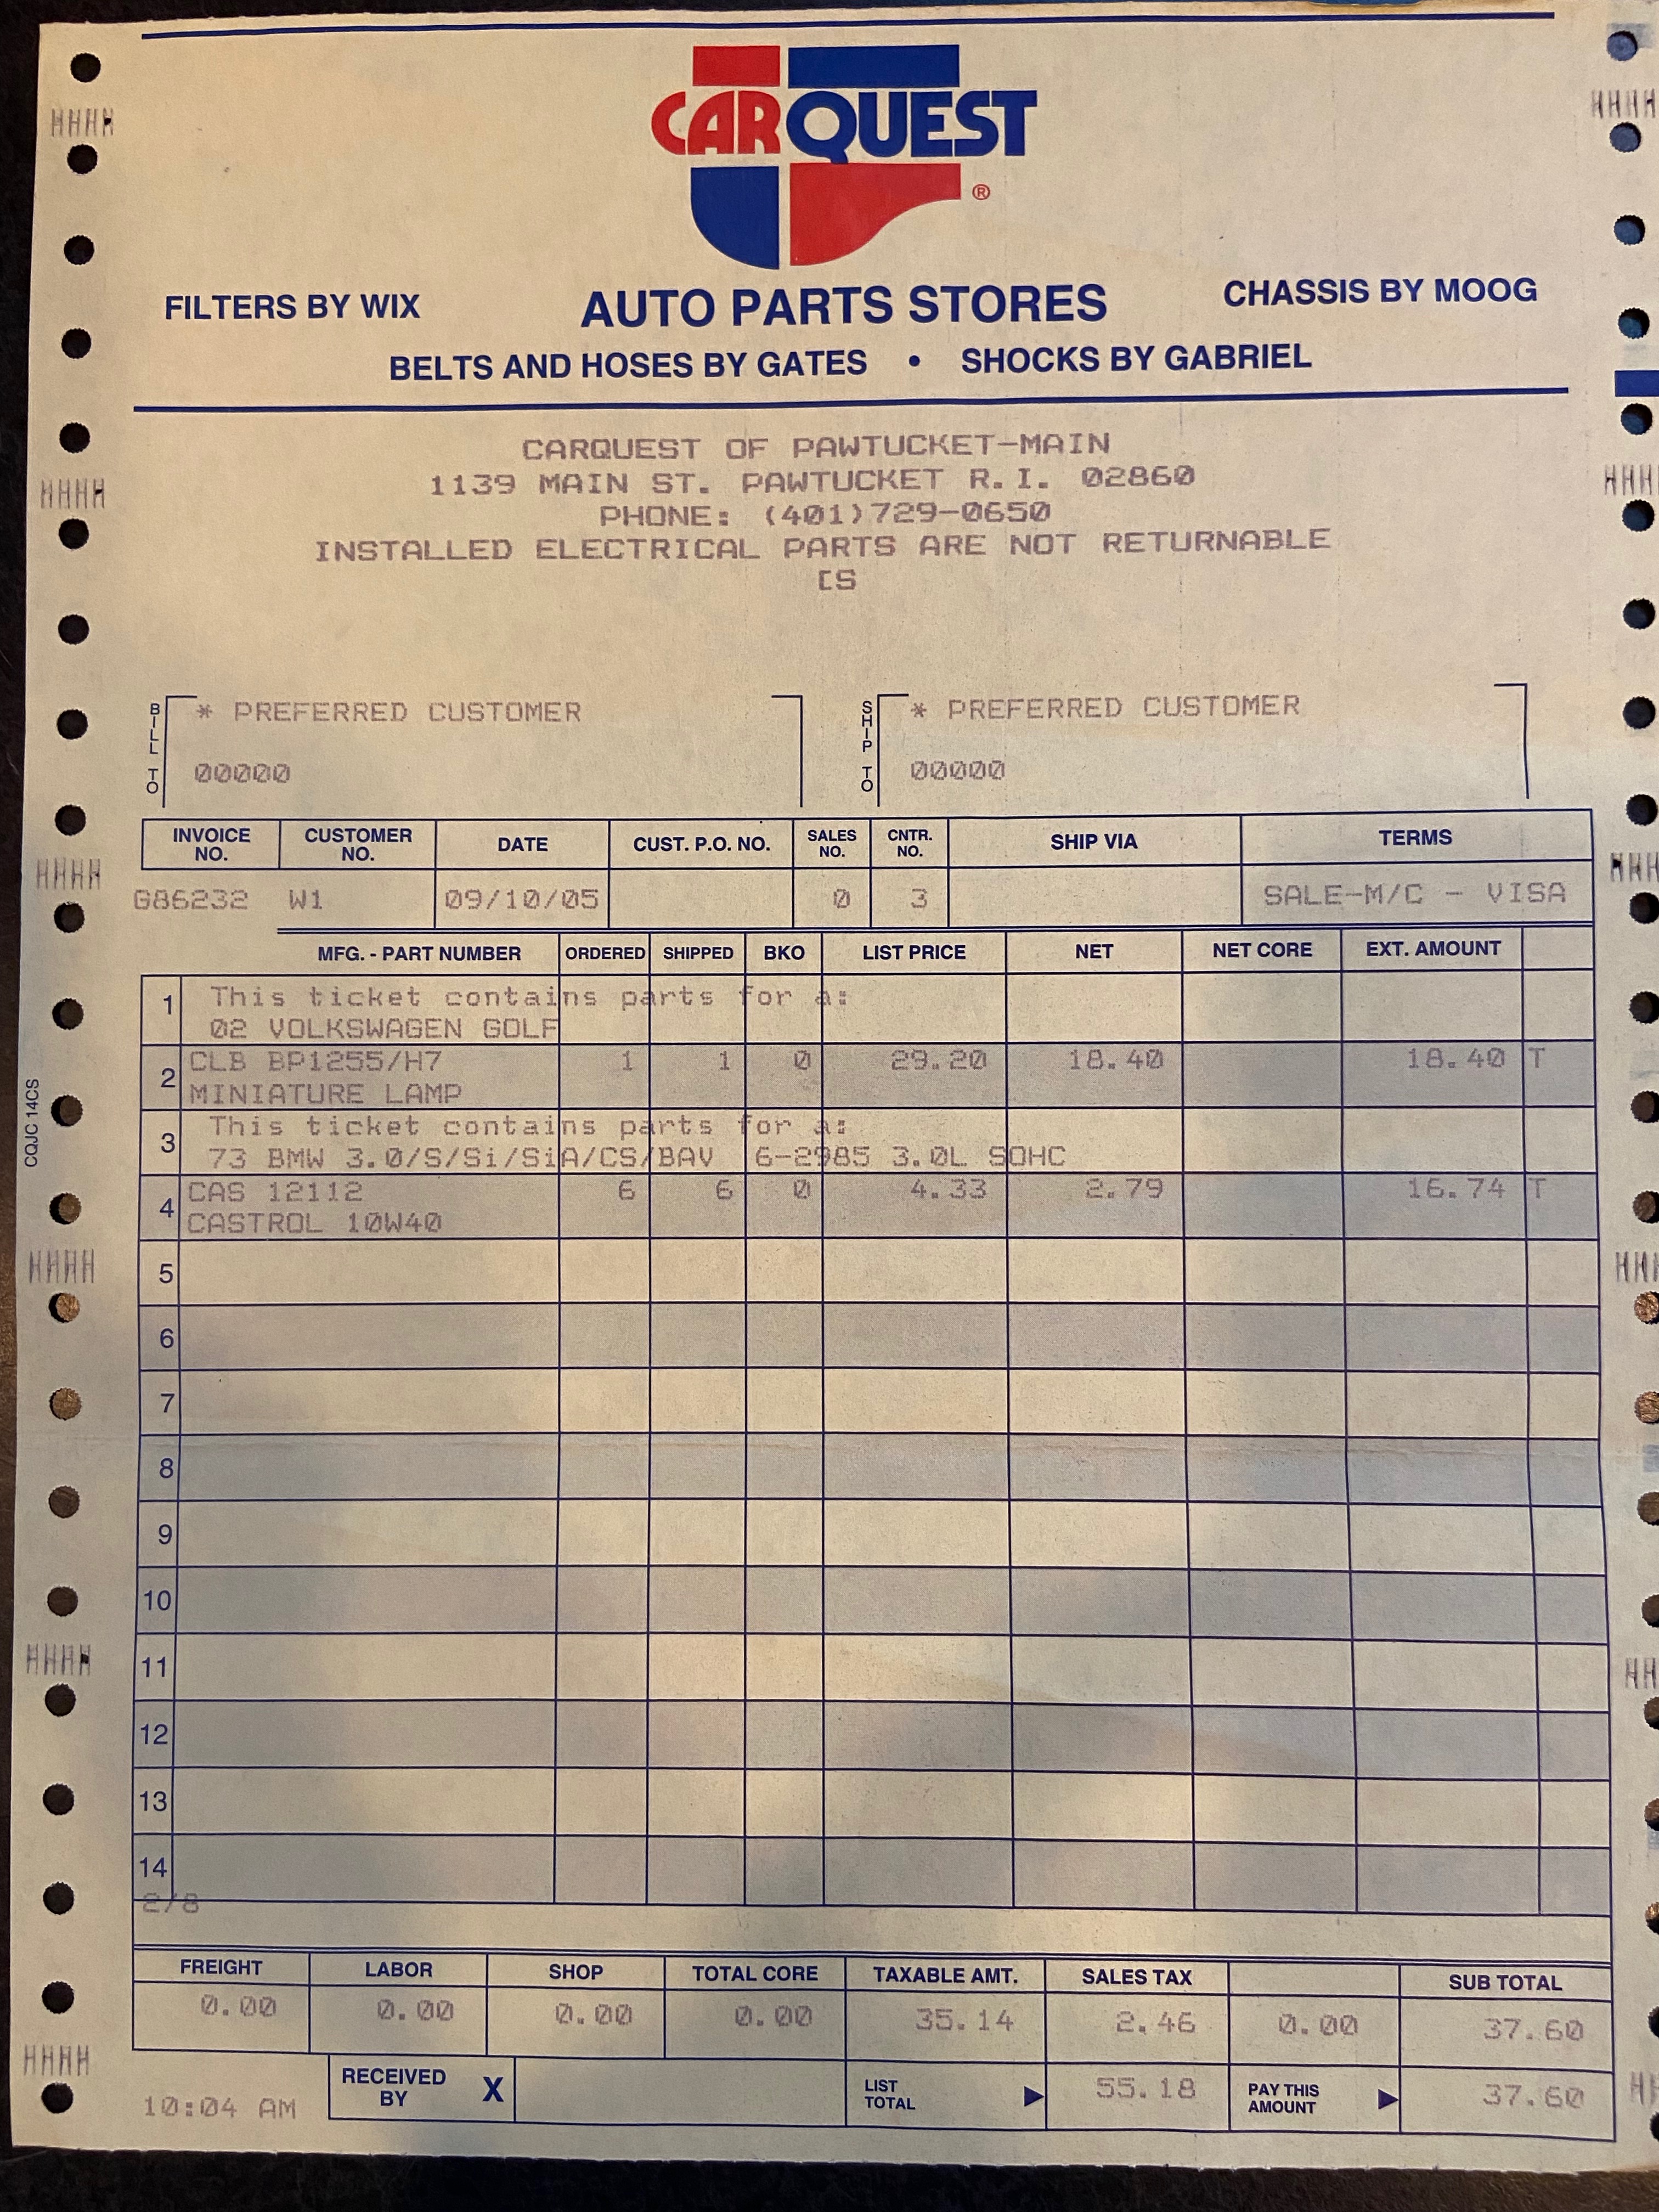 CARQUEST®
FILTERS BY WIX AUTO PARTS STORES CHASSIS BY MOOG
BELTS AND HOSES BY GATES • SHOCKS BY GABRIEL
CARQUEST OF PAWTUCKET-MAIN
1139 MAIN ST. PAWTUCKET R.I. 02860
PHONE: (401)729-0650
INSTALLED ELECTRICAL PARTS ARE NOT RETURNABLE
[S
BILL TO * PREFERRED CUSTOMER SHIP TO * PREFERRED CUSTOMER
00000 00000
INVOICE NO. CUSTOMER NO. DATE CUST. P.O. NO. SALES NO. CNTR. NO. SHIP VIA TERMS
G86232 W1 09/10/05 0 3 SALE-M/C - VISA
MFG. - PART NUMBER ORDERED SHIPPED BKO LIST PRICE NET NET CORE EXT. AMOUNT
1 This ticket contains parts for a:
02 VOLKSWAGEN GOLF
2 CLB BP1255/H7 1 1 0 29.20 18.40 18.40 T
MINIATURE LAMP
3 This ticket contains parts for a:
73 BMW 3.0/S/Si/SiA/CS/BAV 6-2985 3.0L SOHC
4 CAS 12112 6 6 0 4.33 2.79 16.74 T
CASTROL 10W40
5
6
7
8
9
10
11
12
13
14
2/8
FREIGHT LABOR SHOP TOTAL CORE TAXABLE AMT. SALES TAX SUB TOTAL
0.00 0.00 0.00 0.00 35.14 2.46 0.00 37.60
10:04 AM RECEIVED BY X LIST TOTAL 55.18 PAY THIS AMOUNT 37.60
CQJC 14CS
HHHH HHHH
HHHH HHHH
HHHH
HHHH
HHHH
HHHH